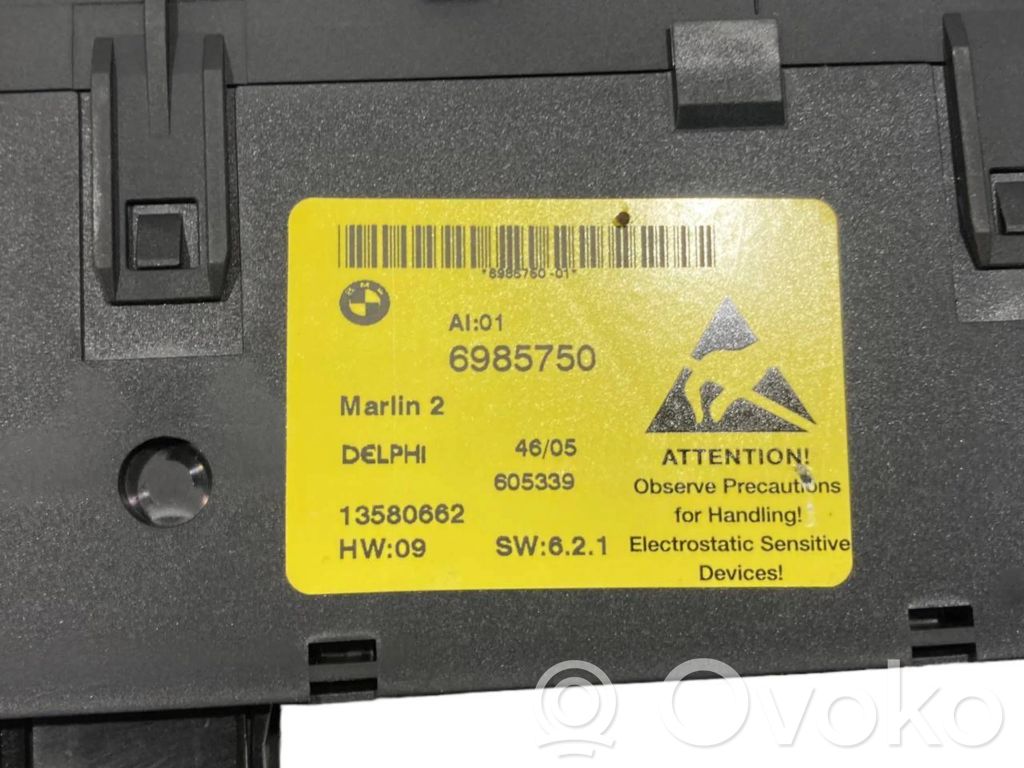 *6985750-01*
BMW
AI:01
6985750
Marlin 2
DELPHI
46/05
605339
13580662
HW:09
SW:6.2.1
ATTENTION!
Observe Precautions
for Handling!
Electrostatic Sensitive
Devices!
Ovoko